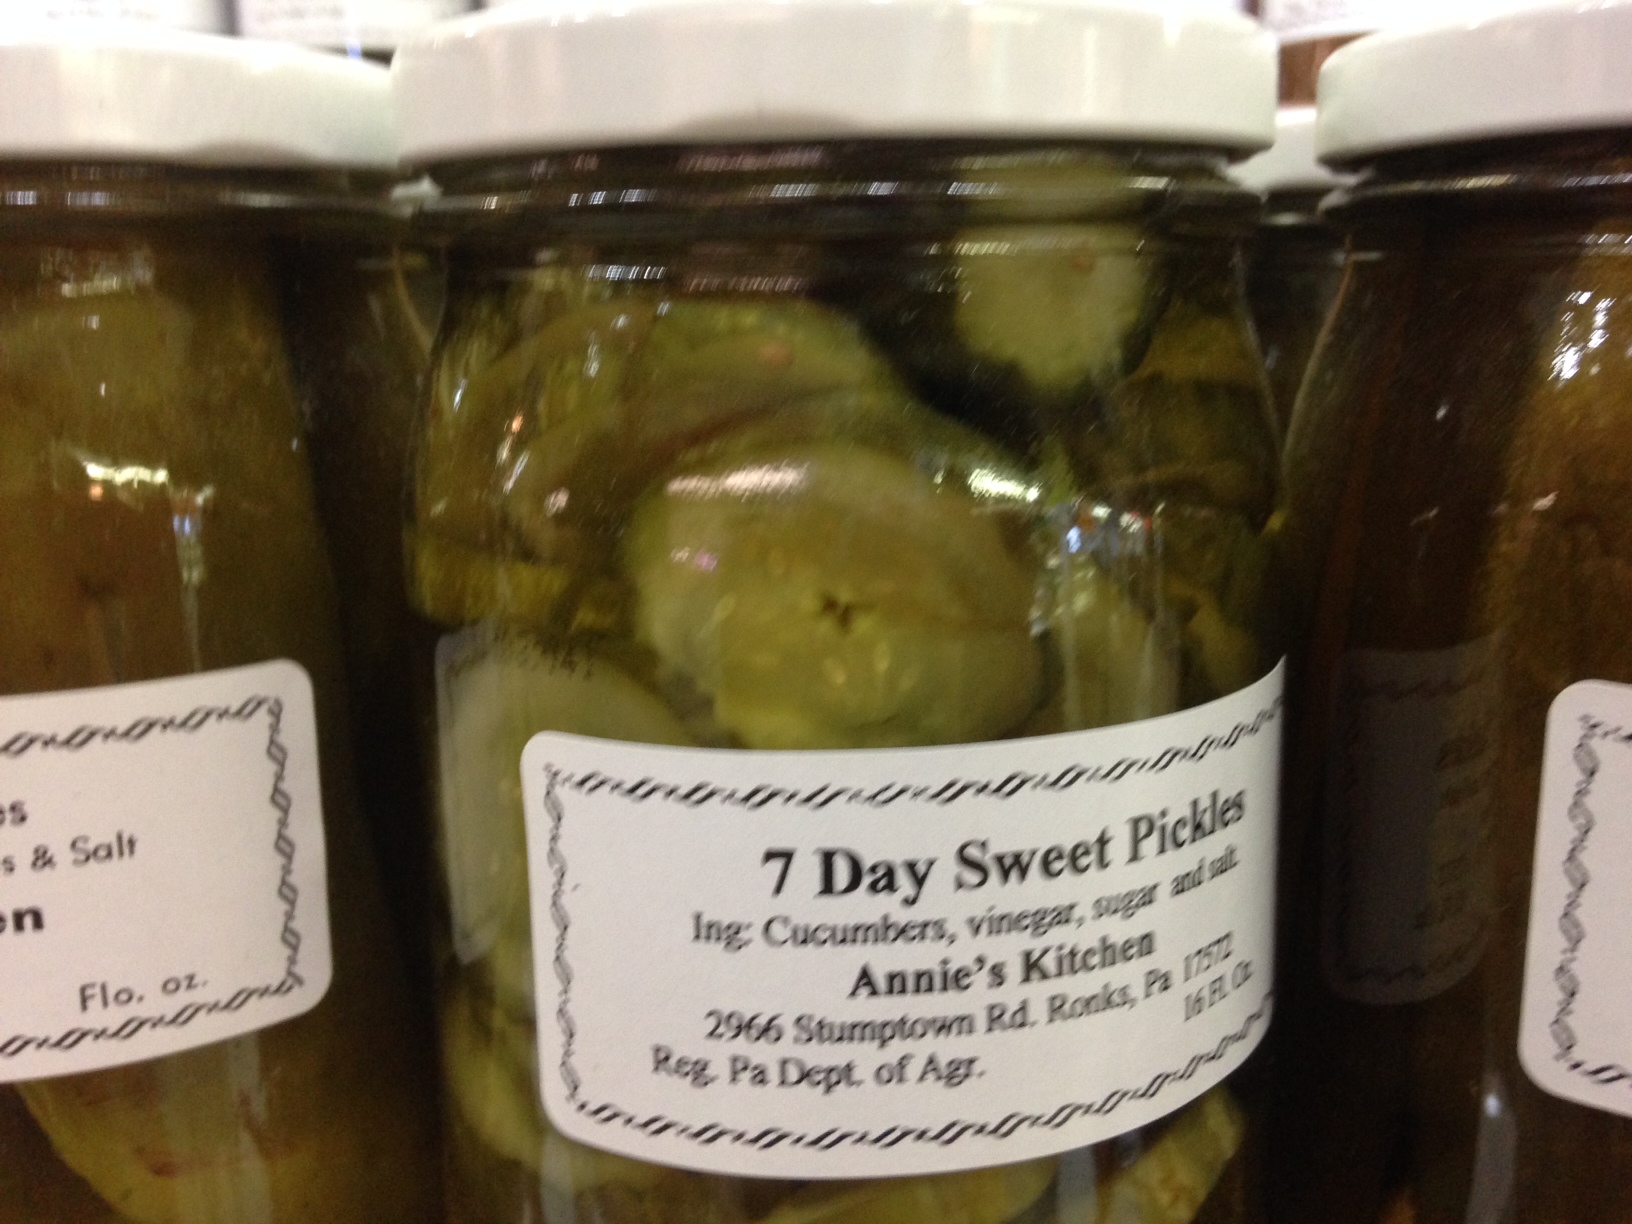 es
s & Salt
en
Flo. oz.
7 Day Sweet Pickles
Ing: Cucumbers, vinegar, sugar and salt
Annie's Kitchen
2966 Stumptown Rd. Ronks, Pa 17572
16 Fl. Oz.
Reg. Pa Dept. of Agr.